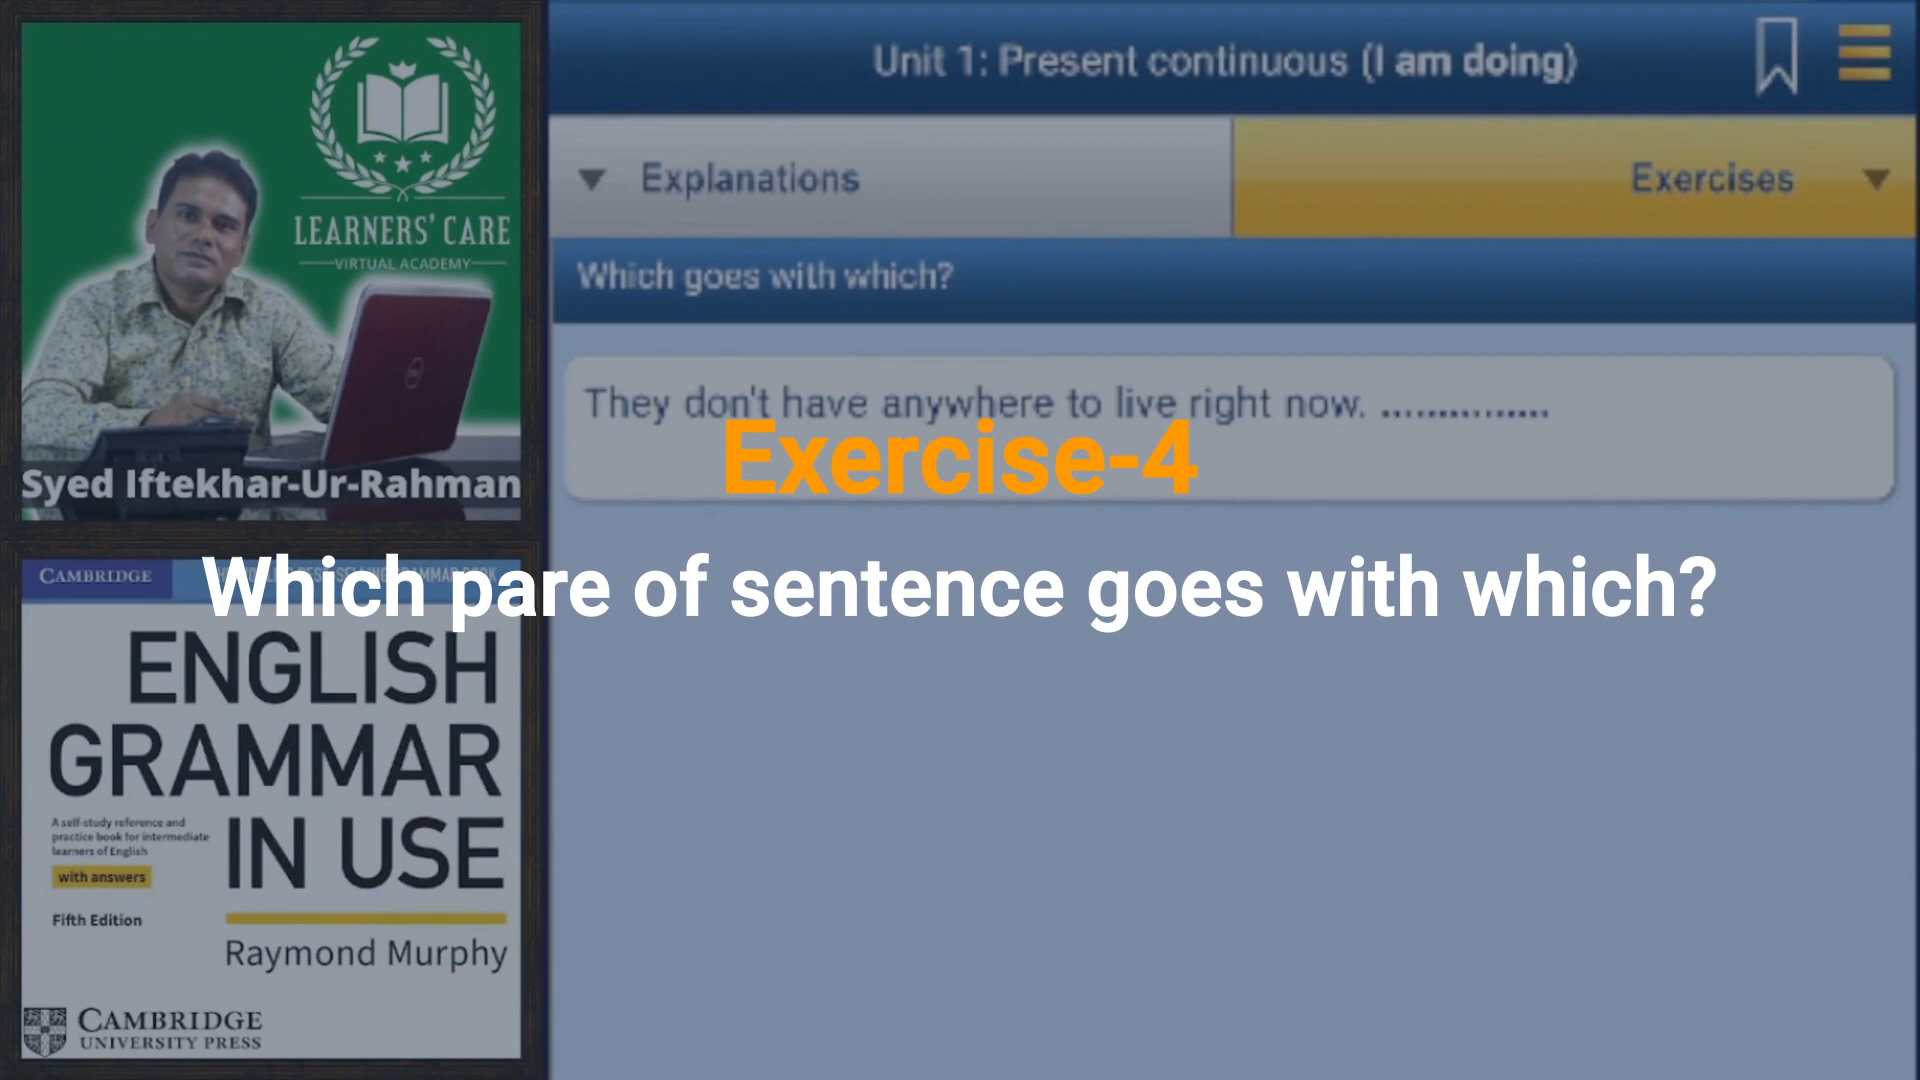 LEARNERS' CARE
VIRTUAL ACADEMY
Syed Iftekhar-Ur-Rahman
CAMBRIDGE
ENGLISH
GRAMMAR
IN USE
A self-study reference and
practice book for intermediate
learners of English
with answers
Fifth Edition
Raymond Murphy
CAMBRIDGE
UNIVERSITY PRESS
Unit 1: Present continuous (I am doing)
Explanations
Exercises
Which goes with which?
They don't have anywhere to live right now. ...............
Exercise-4
Which pare of sentence goes with which?